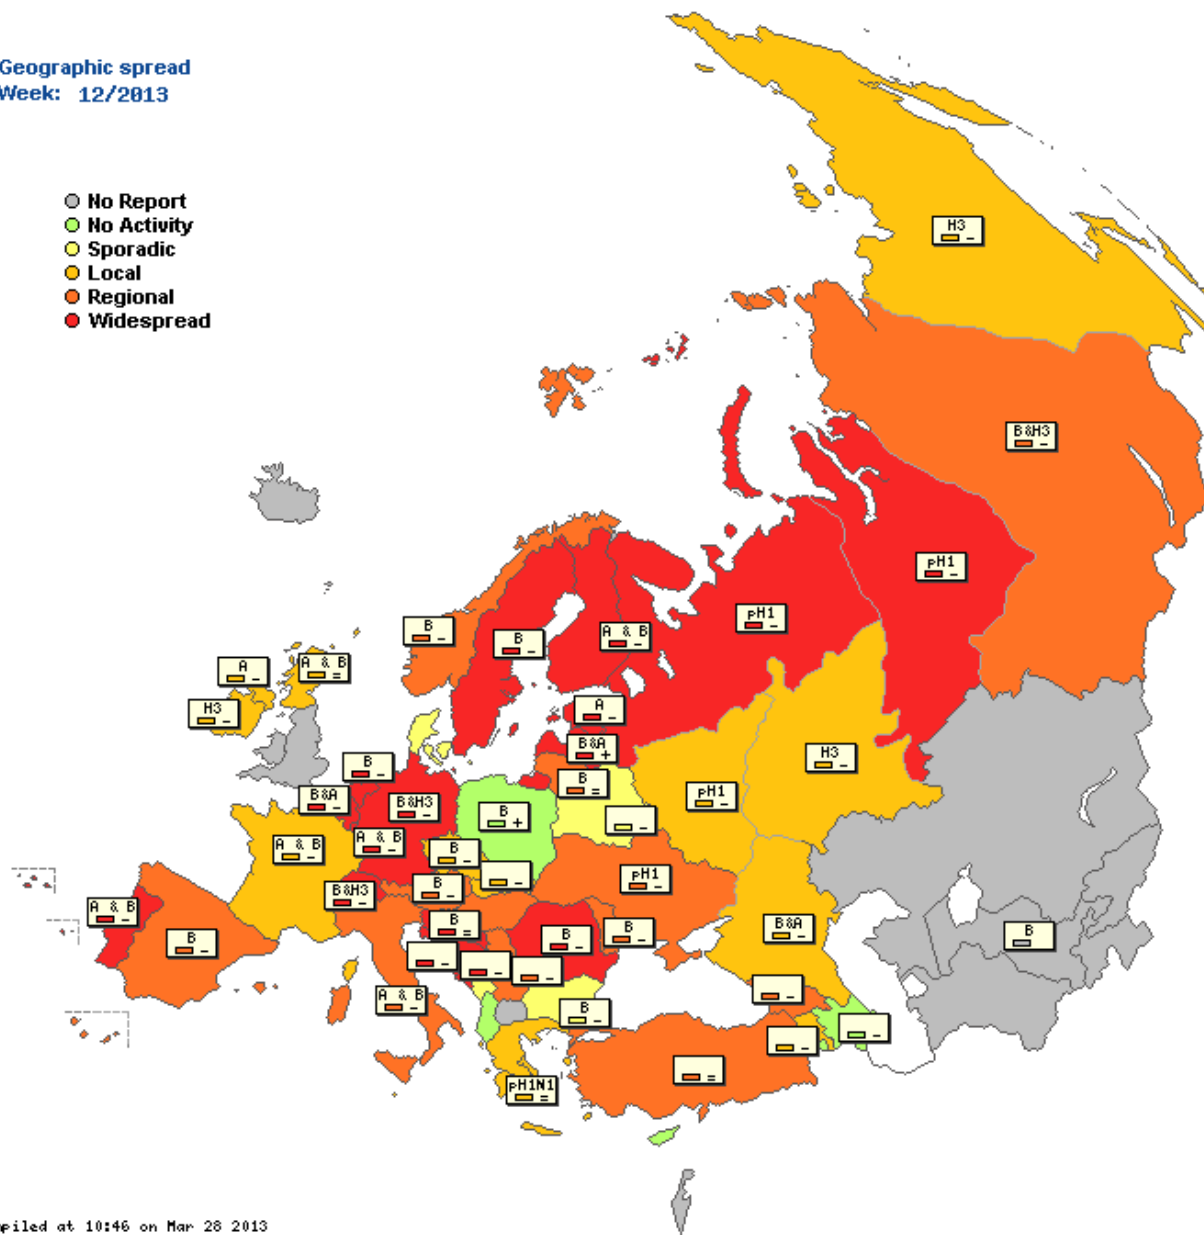 Geographic spread
Week: 12/2013
No Report
No Activity
Sporadic
Local
Regional
Widespread
H3
–
B&H3
–
pH1
–
pH1
–
B
–
B
–
A & B
–
A
–
A & B
=
H3
–
A
–
B&A
+
B
–
B
=
H3
–
B&A
–
B&H3
–
B
+
pH1
–
–
A & B
–
A & B
–
B
–
–
pH1
–
B&H3
–
B
–
A & B
–
B
=
B
–
B
–
B&A
–
B
B
–
–
–
–
–
A & B
–
B
–
–
–
=
pH1N1
=
piled at 10:46 on Mar 28 2013